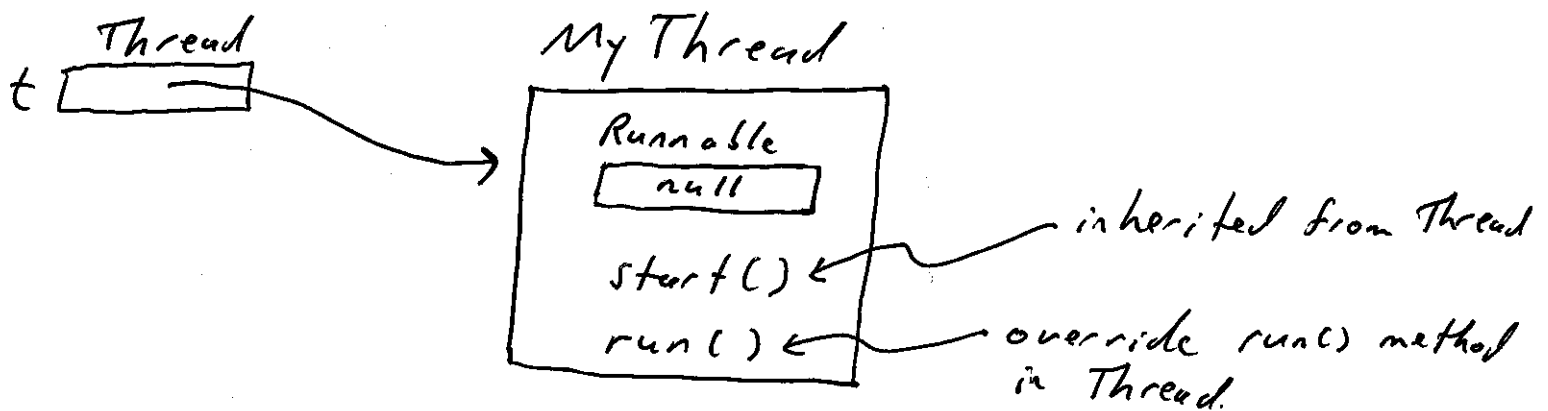 Thread
t
My Thread
Runnable
null
start()
run()
inherited from Thread
override run() method
in Thread.